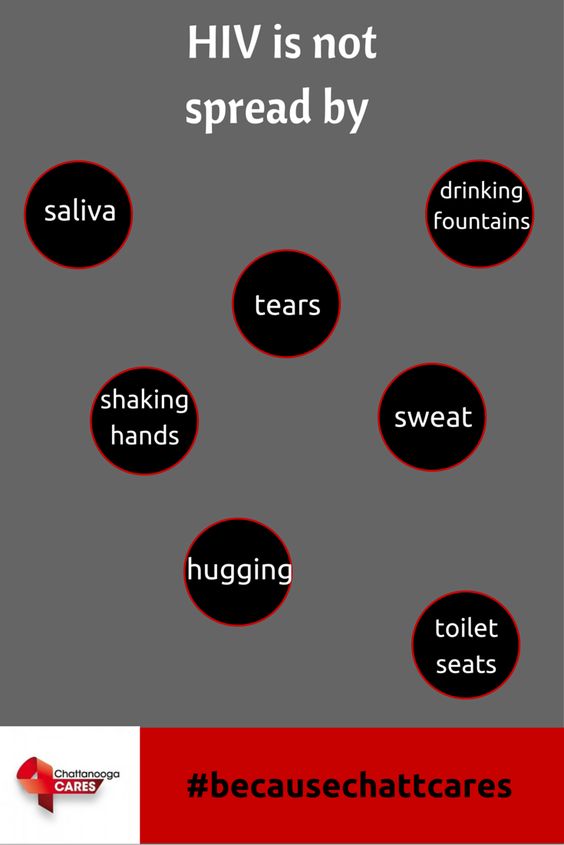 HIV is not
spread by
saliva
drinking
fountains
tears
shaking
hands
sweat
hugging
toilet
seats
Chattanooga
CARES
#becausechattcares